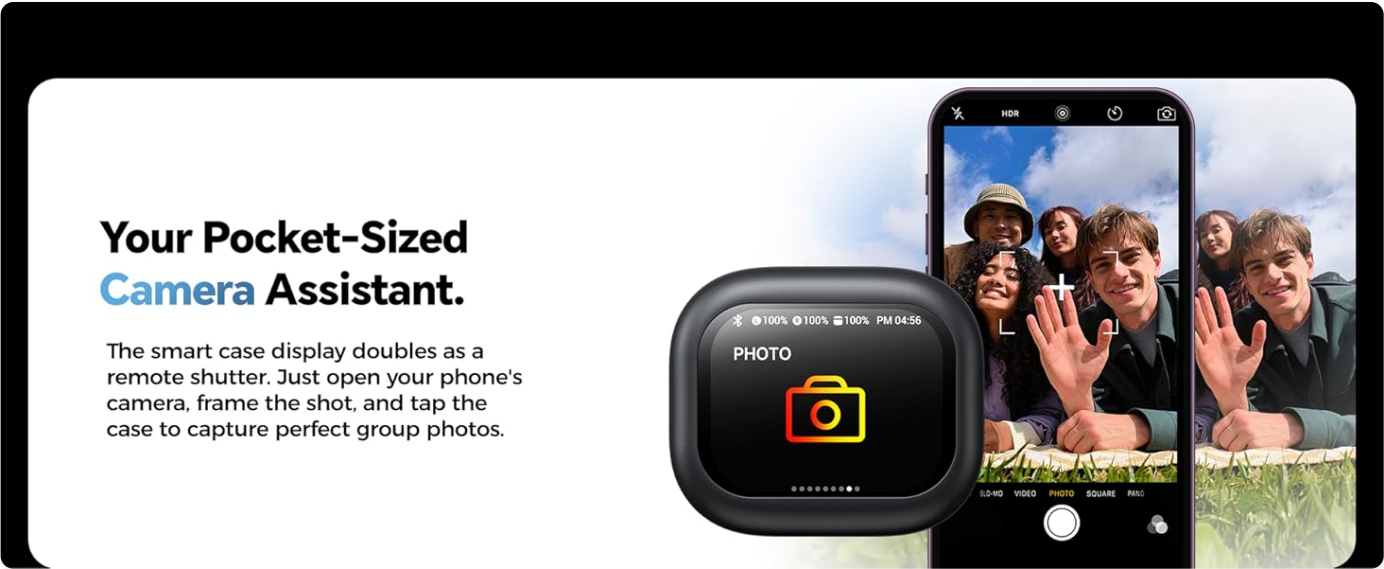 Your Pocket-Sized
Camera Assistant.
The smart case display doubles as a
remote shutter. Just open your phone's
camera, frame the shot, and tap the
case to capture perfect group photos.
L 100% R 100% 100% PM 04:56
PHOTO
HDR
SLO-MO VIDEO PHOTO SQUARE PANO